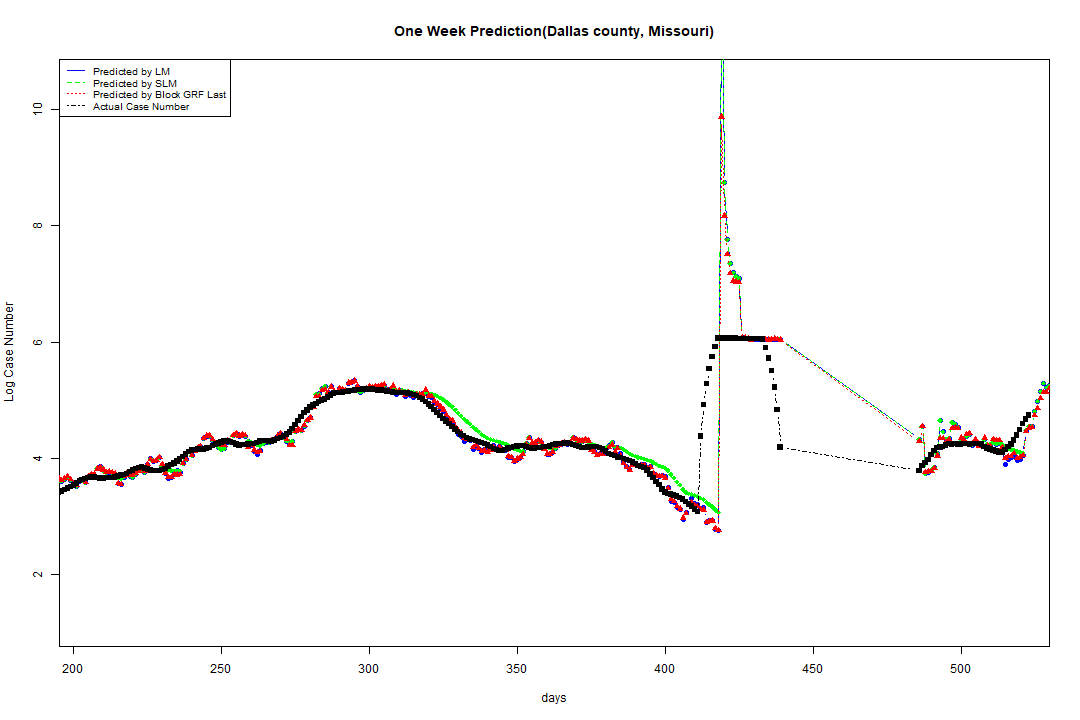 One Week Prediction(Dallas county, Missouri)
Predicted by LM
Predicted by SLM
Predicted by Block GRF Last
Actual Case Number
Log Case Number
10
8
6
4
2
200 250 300 350 400 450 500
days